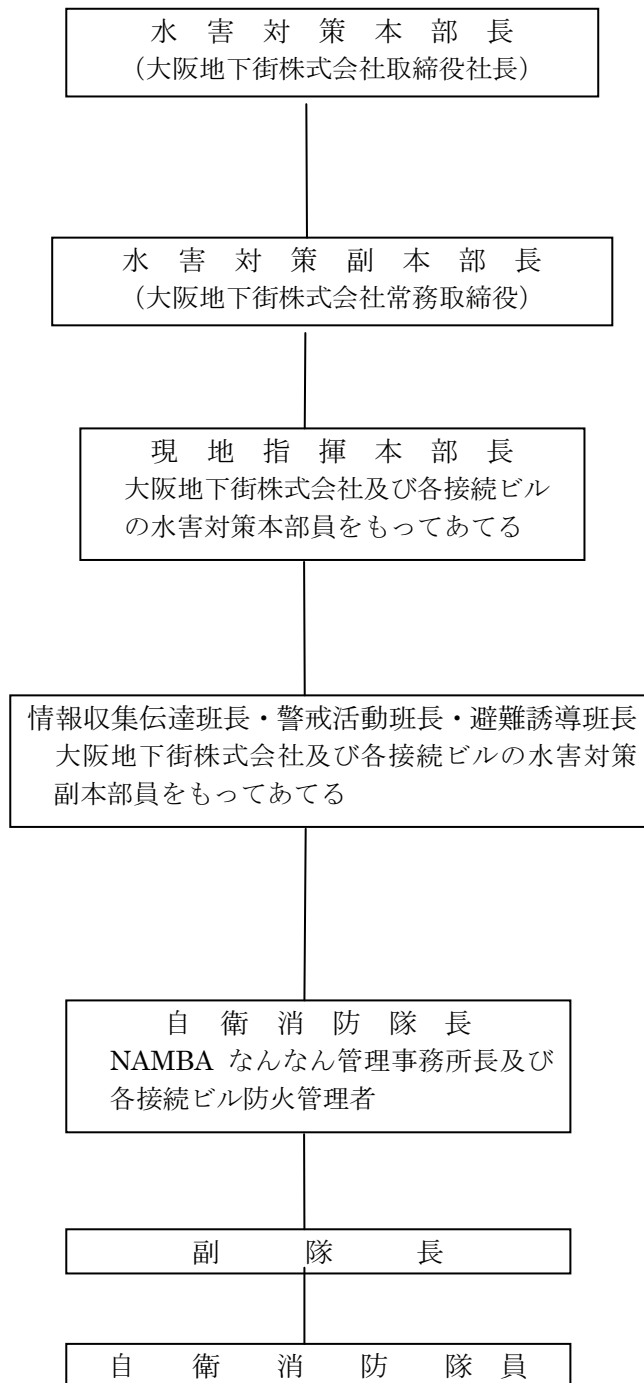 水害対策本部長
（大阪地下街株式会社取締役社長）
水害対策副本部長
（大阪地下街株式会社常務取締役）
現地指揮本部長
大阪地下街株式会社及び各接続ビル
の水害対策本部員をもってあてる
情報収集伝達班長・警戒活動班長・避難誘導班長
大阪地下街株式会社及び各接続ビルの水害対策
副本部員をもってあてる
自衛消防隊長
NAMBA なんなん管理事務所長及び
各接続ビル防火管理者
副隊長
自衛消防隊員